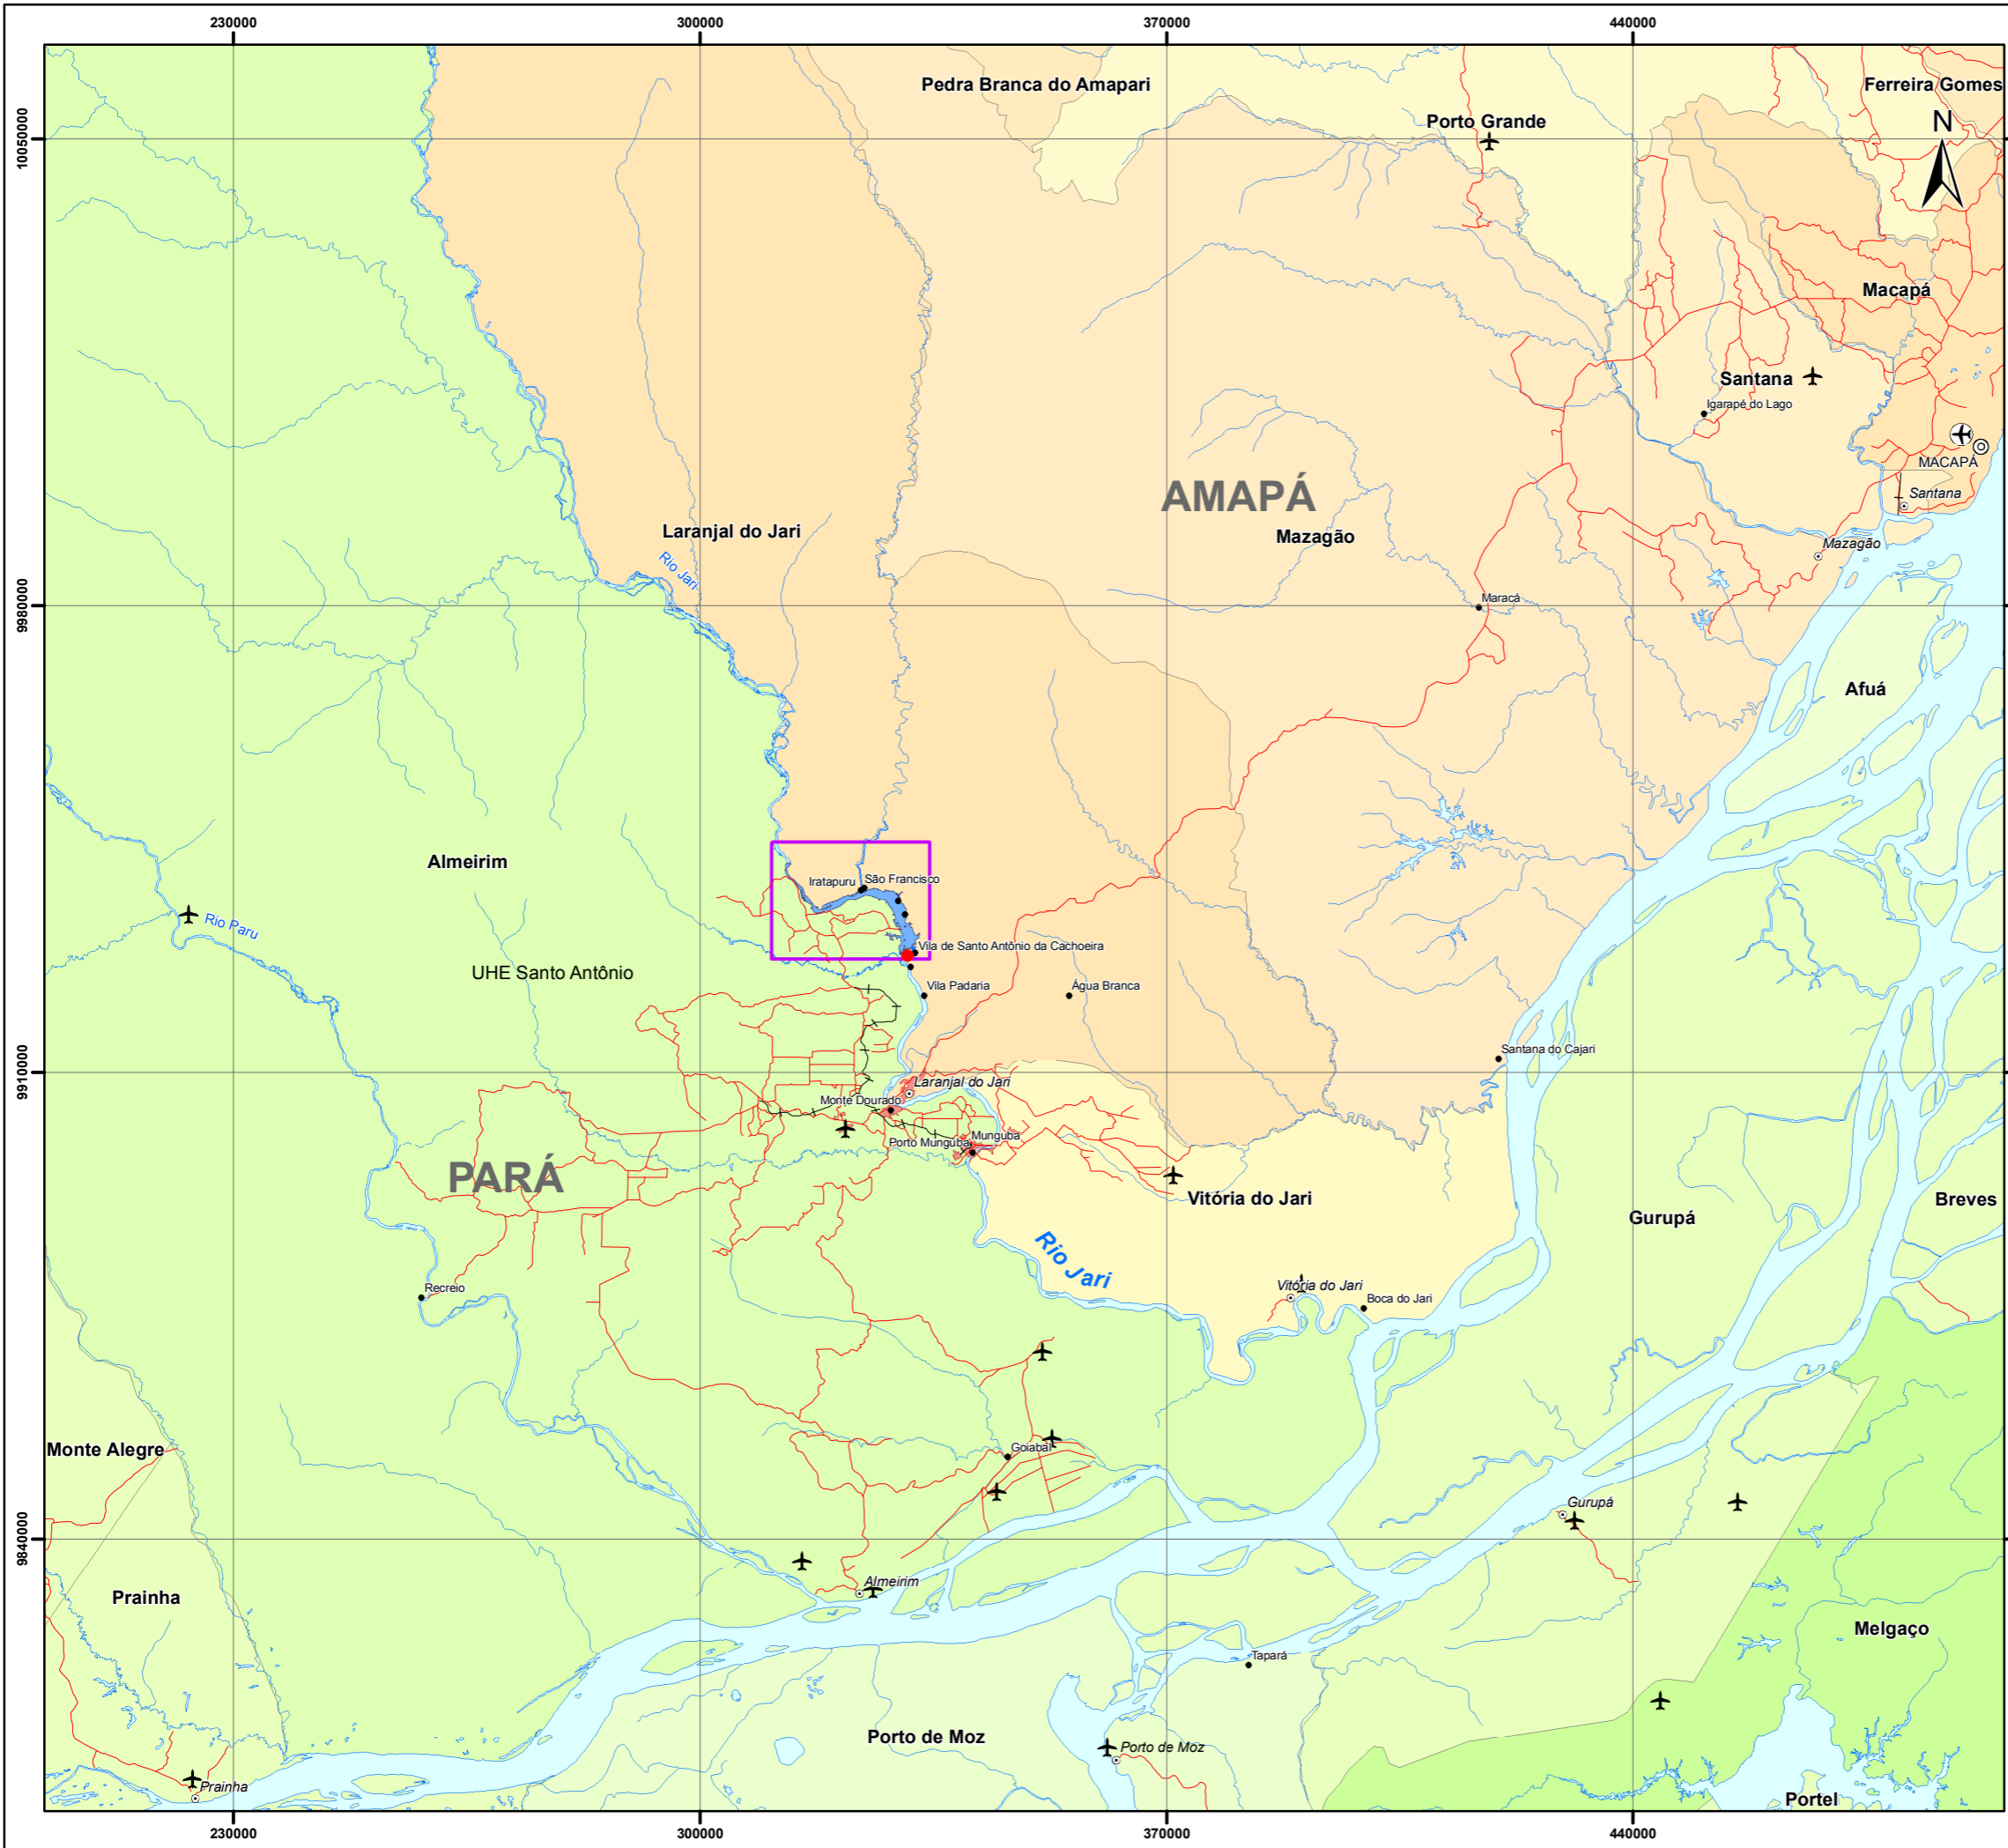 230000
300000
370000
440000
Pedra Branca do Amapari
Ferreira Gomes
Porto Grande
N
10050000
Macapá
Santana
Igarapé do Lago
MACAPÁ
Santana
AMAPÁ
Laranjal do Jari
Mazagão
Mazagão
Rio Jari
Maracá
9980000
Afuá
Almeirim
Iratapuru
São Francisco
Rio Paru
Vila de Santo Antônio da Cachoeira
UHE Santo Antônio
Vila Padaria
Água Branca
Santana do Cajari
9910000
Laranjal do Jari
Monte Dourado
Porto Munguba
Munguba
PARÁ
Vitória do Jari
Gurupá
Breves
Rio Jari
Recreio
Vitória do Jari
Boca do Jari
Monte Alegre
Goiabal
Gurupá
9840000
Almeirim
Prainha
Melgaço
Tapará
Porto de Moz
Porto de Moz
Prainha
Portel
230000
300000
370000
440000